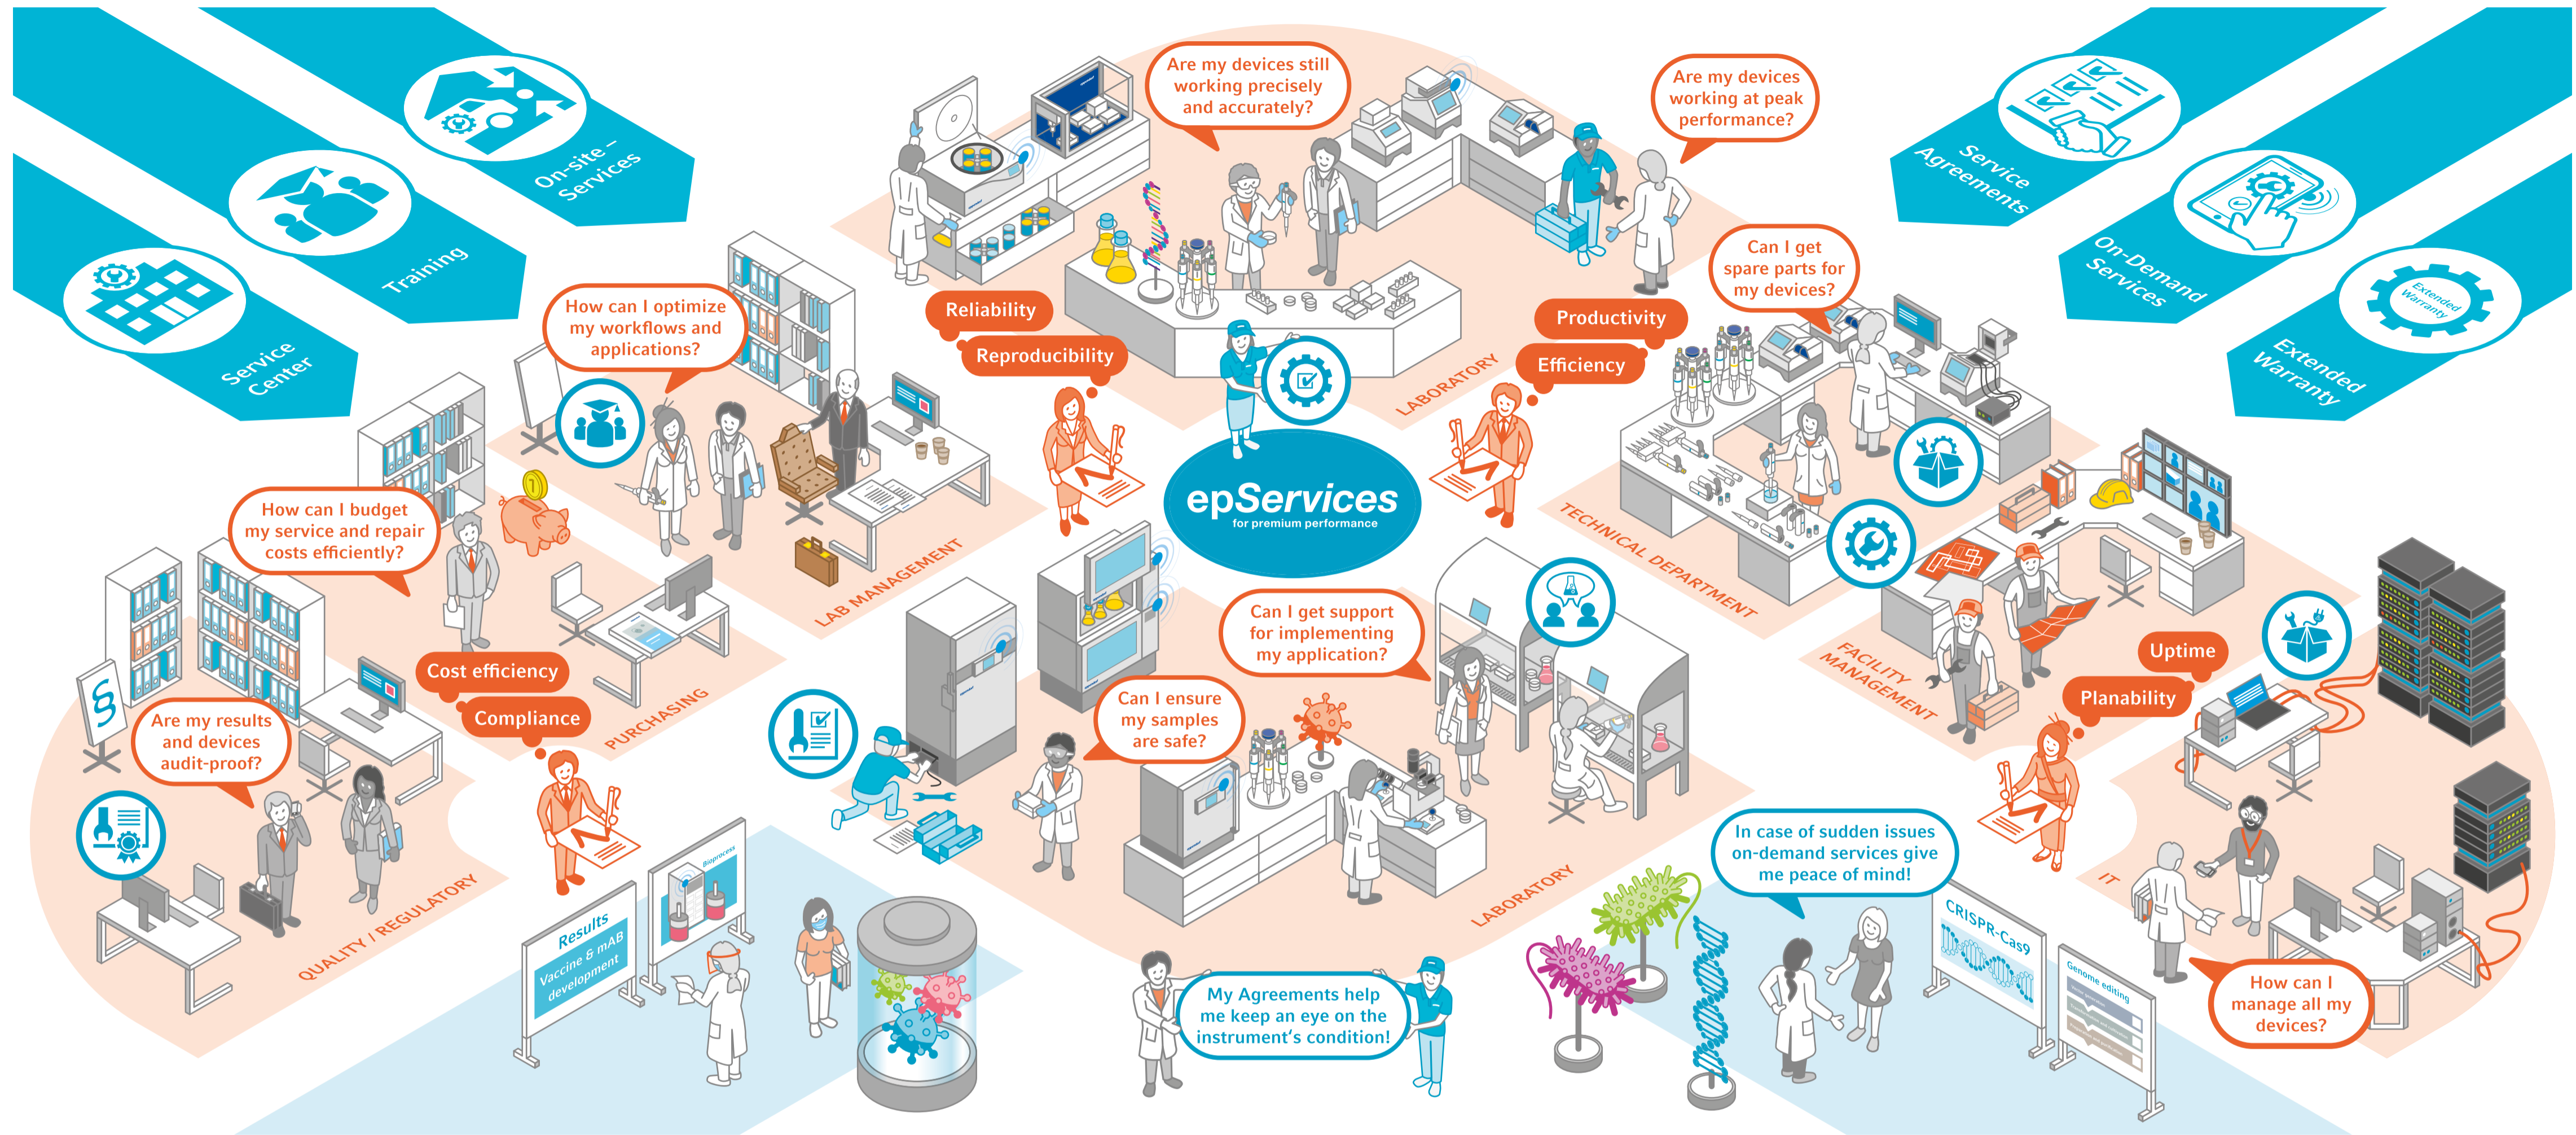 On-site –
Services
Training
Service
Center
Service
Agreements
On-Demand
Services
Extended
Warranty
Extended
Warranty
Are my devices still
working precisely
and accurately?
Are my devices
working at peak
performance?
Can I get
spare parts for
my devices?
How can I optimize
my workflows and
applications?
Reliability
Reproducibility
Productivity
Efficiency
LABORATORY
epServices
for premium performance
How can I budget
my service and repair
costs efficiently?
1
LAB MANAGEMENT
TECHNICAL DEPARTMENT
Can I get support
for implementing
my application?
FACILITY
MANAGEMENT
Uptime
Planability
Cost efficiency
Compliance
PURCHASING
§
Are my results
and devices
audit-proof?
Can I ensure
my samples
are safe?
QUALITY / REGULATORY
LABORATORY
IT
In case of sudden issues
on-demand services give
me peace of mind!
Bioprocess
Results
Vaccine & mAB
development
CRISPR-Cas9
Genome editing
My Agreements help
me keep an eye on the
instrument's condition!
How can I
manage all my
devices?